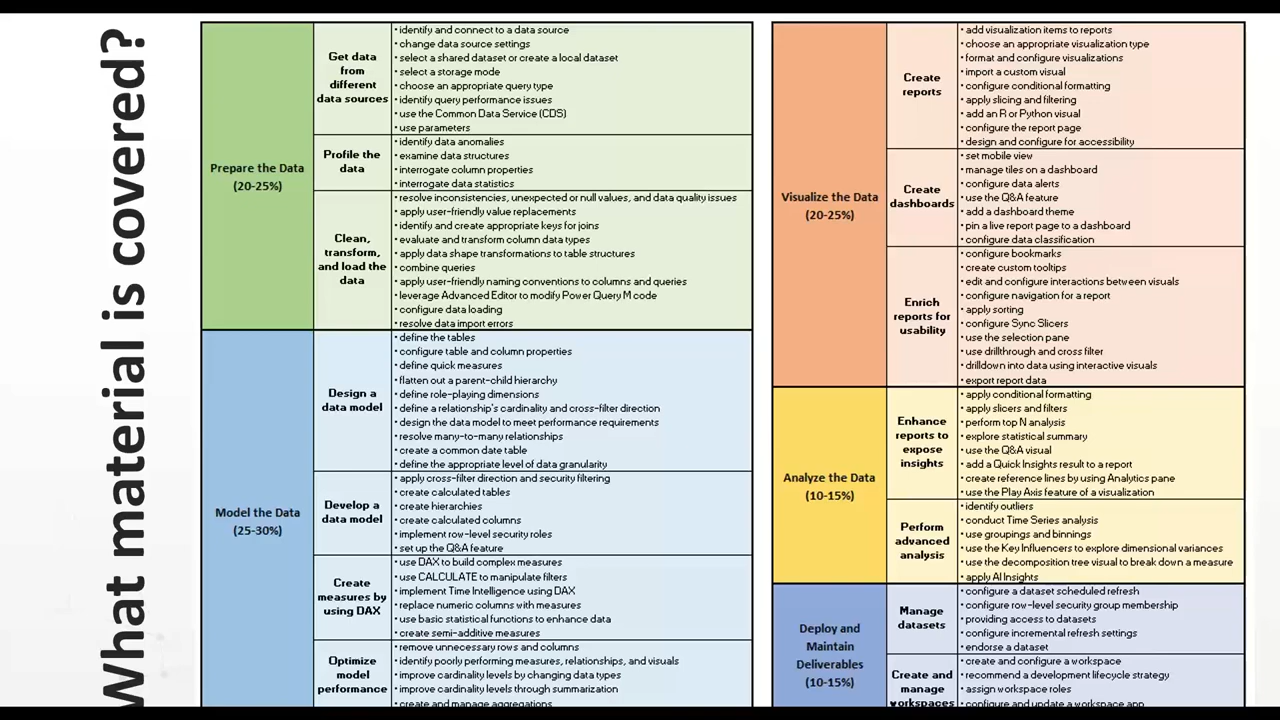 What material is covered?
Prepare the Data
(20-25%)
Get data
from
different
data sources
• identify and connect to a data source
• change data source settings
• select a shared dataset or create a local dataset
• select a storage mode
• choose an appropriate query type
• identify query performance issues
• use the Common Data Service (CDS)
• use parameters
Profile the
data
• identify data anomalies
• examine data structures
• interrogate column properties
• interrogate data statistics
Clean,
transform,
and load the
data
• resolve inconsistencies, unexpected or null values, and data quality issues
• apply user-friendly value replacements
• identify and create appropriate keys for joins
• evaluate and transform column data types
• apply data shape transformations to table structures
• combine queries
• apply user-friendly naming conventions to columns and queries
• leverage Advanced Editor to modify Power Query M code
• configure data loading
• resolve data import errors
Model the Data
(25-30%)
Design a
data model
• define the tables
• configure table and column properties
• define quick measures
• flatten out a parent-child hierarchy
• define role-playing dimensions
• define a relationship's cardinality and cross-filter direction
• design the data model to meet performance requirements
• resolve many-to-many relationships
• create a common date table
• define the appropriate level of data granularity
Develop a
data model
• apply cross-filter direction and security filtering
• create calculated tables
• create hierarchies
• create calculated columns
• implement row-level security roles
• set up the Q&A feature
Create
measures by
using DAX
• use DAX to build complex measures
• use CALCULATE to manipulate filters
• implement Time Intelligence using DAX
• replace numeric columns with measures
• use basic statistical functions to enhance data
• create semi-additive measures
Optimize
model
performance
• remove unnecessary rows and columns
• identify poorly performing measures, relationships, and visuals
• improve cardinality levels by changing data types
• improve cardinality levels through summarization
• create and manage aggregations
Visualize the Data
(20-25%)
Create
reports
• add visualization items to reports
• choose an appropriate visualization type
• format and configure visualizations
• import a custom visual
• configure conditional formatting
• apply slicing and filtering
• add an R or Python visual
• configure the report page
• design and configure for accessibility
Create
dashboards
• set mobile view
• manage tiles on a dashboard
• configure data alerts
• use the Q&A feature
• add a dashboard theme
• pin a live report page to a dashboard
• configure data classification
Enrich
reports for
usability
• configure bookmarks
• create custom tooltips
• edit and configure interactions between visuals
• configure navigation for a report
• apply sorting
• configure Sync Slicers
• use the selection pane
• use drillthrough and cross filter
• drilldown into data using interactive visuals
• export report data
Analyze the Data
(10-15%)
Enhance
reports to
expose
insights
• apply conditional formatting
• apply slicers and filters
• perform top N analysis
• explore statistical summary
• use the Q&A visual
• add a Quick Insights result to a report
• create reference lines by using Analytics pane
• use the Play Axis feature of a visualization
Perform
advanced
analysis
• identify outliers
• conduct Time Series analysis
• use groupings and binnings
• use the Key Influencers to explore dimensional variances
• use the decomposition tree visual to break down a measure
• apply AI Insights
Deploy and
Maintain
Deliverables
(10-15%)
Manage
datasets
• configure a dataset scheduled refresh
• configure row-level security group membership
• providing access to datasets
• configure incremental refresh settings
• endorse a dataset
Create and
manage
workspaces
• create and configure a workspace
• recommend a development lifecycle strategy
• assign workspace roles
• configure and update a workspace app